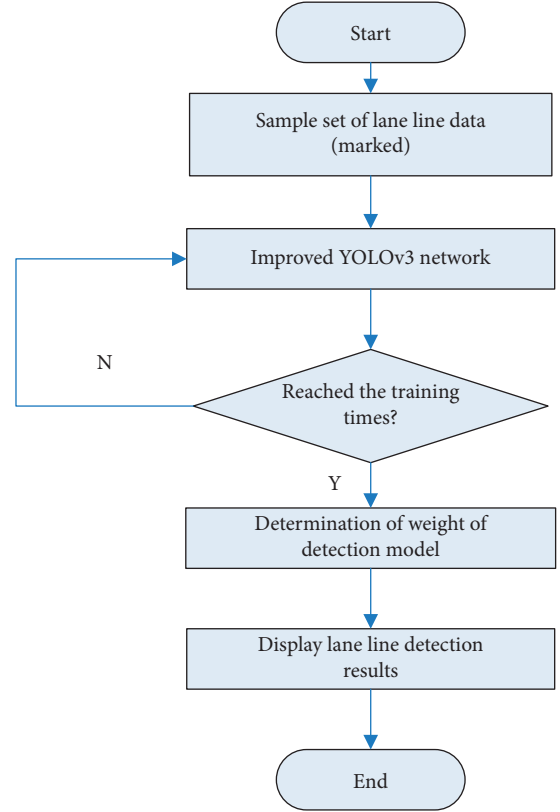 Start
Sample set of lane line data
(marked)
Improved YOLOv3 network
N
Reached the training
times?
Y
Determination of weight of
detection model
Display lane line detection
results
End